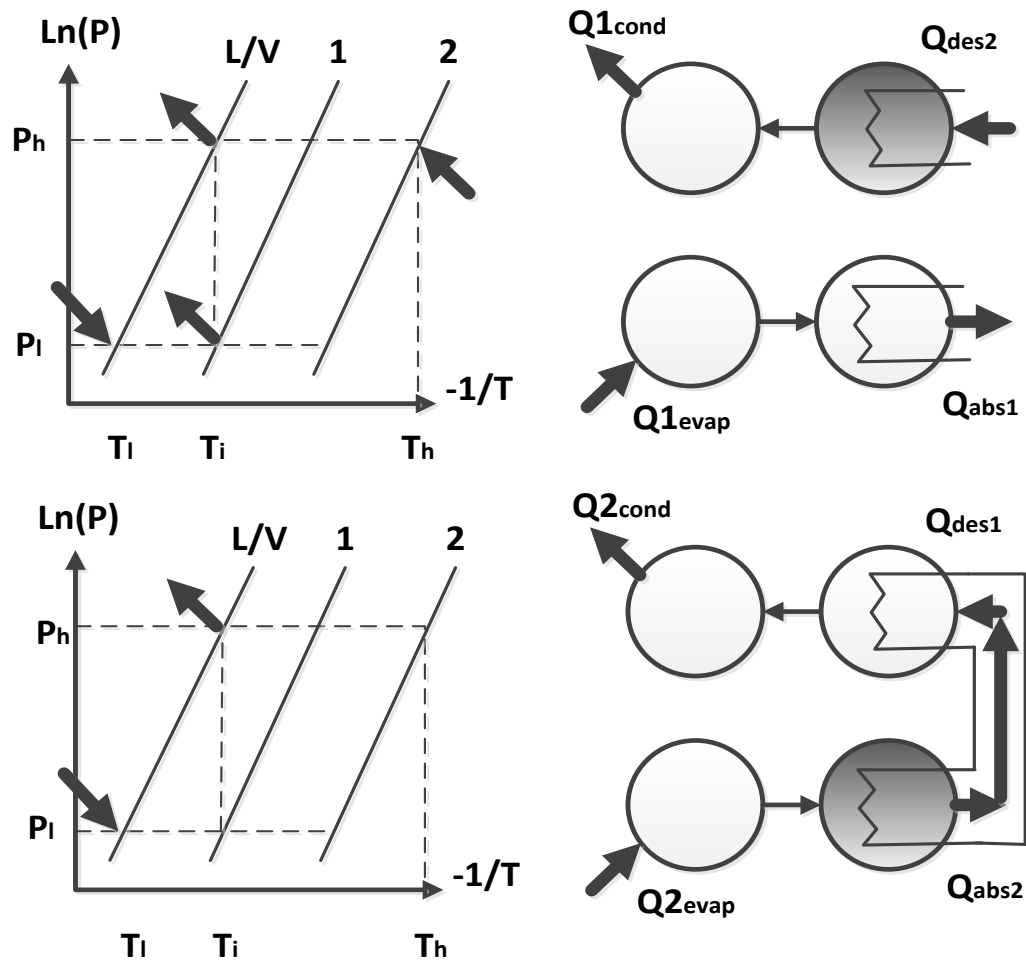 Ln(P)
L/V 1 2
Ph
Pl
-1/T
Tl Ti Th
Q1cond
Qdes2
Q1evap
Qabs1
Ln(P)
L/V 1 2
Ph
Pl
-1/T
Tl Ti Th
Q2cond
Qdes1
Q2evap
Qabs2